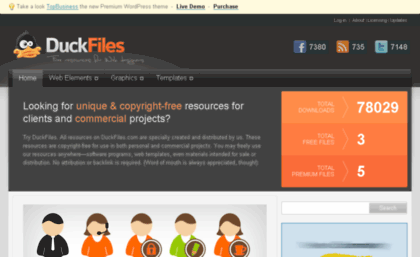 Take a look TopBusiness the new Premium WordPress theme - Live Demo - Purchase
Log in | About Licensing | Updates
DuckFiles
7380
735
7148
Home
Web Elements
Graphics
Templates
Looking for unique & copyright-free resources for
clients and commercial projects?
Try DuckFiles. All resources on DuckFiles.com are specially created and distributed by us. These
resources are copyright-free for use in both personal and commercial projects. You may freely use
our resources anywhere—software programs, web templates, even materials intended for sale or
distribution. No attribution or backlink is required. (Word of mouth is always appreciated, though).
TOTAL
DOWNLOADS
78029
TOTAL
FREE FILES
3
TOTAL
PREMIUM FILES
5
Search